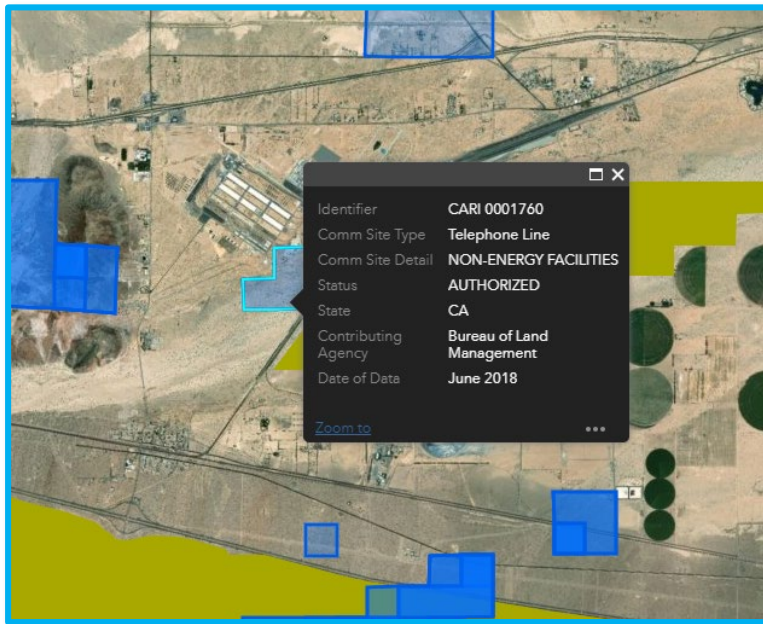 Identifier CARI 0001760
Comm Site Type Telephone Line
Comm Site Detail NON-ENERGY FACILITIES
Status AUTHORIZED
State CA
Contributing Agency Bureau of Land Management
Date of Data June 2018
Zoom to